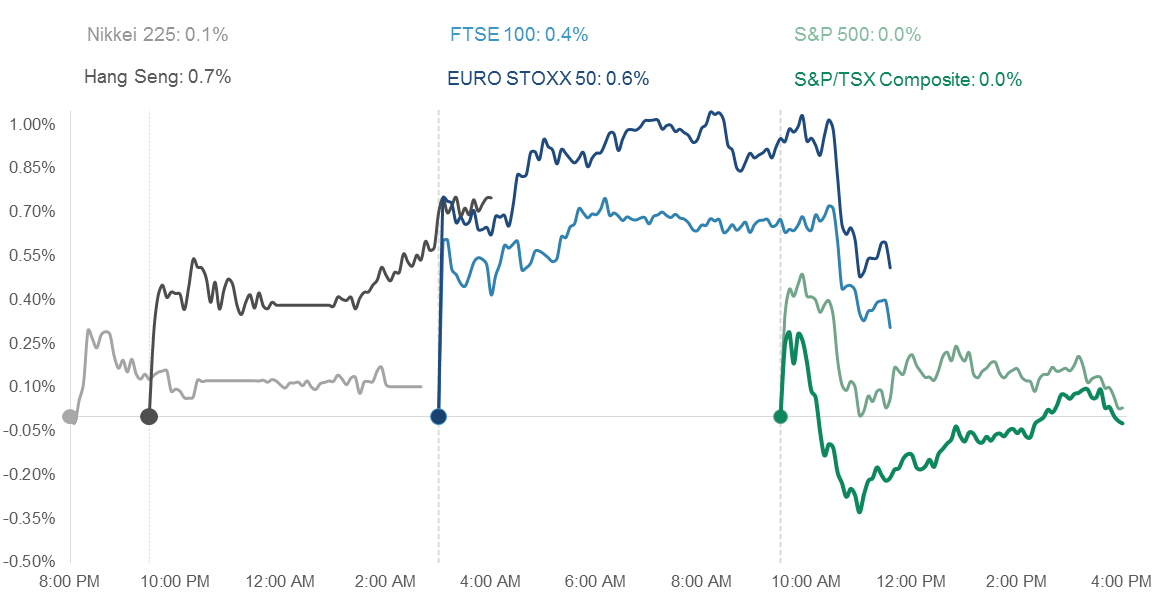 Nikkei 225: 0.1%
FTSE 100: 0.4%
S&P 500: 0.0%
Hang Seng: 0.7%
EURO STOXX 50: 0.6%
S&P/TSX Composite: 0.0%
1.00%
0.85%
0.70%
0.55%
0.40%
0.25%
0.10%
-0.05%
-0.20%
-0.35%
-0.50%
8:00 PM 10:00 PM 12:00 AM 2:00 AM 4:00 AM 6:00 AM 8:00 AM 10:00 AM 12:00 PM 2:00 PM 4:00 PM